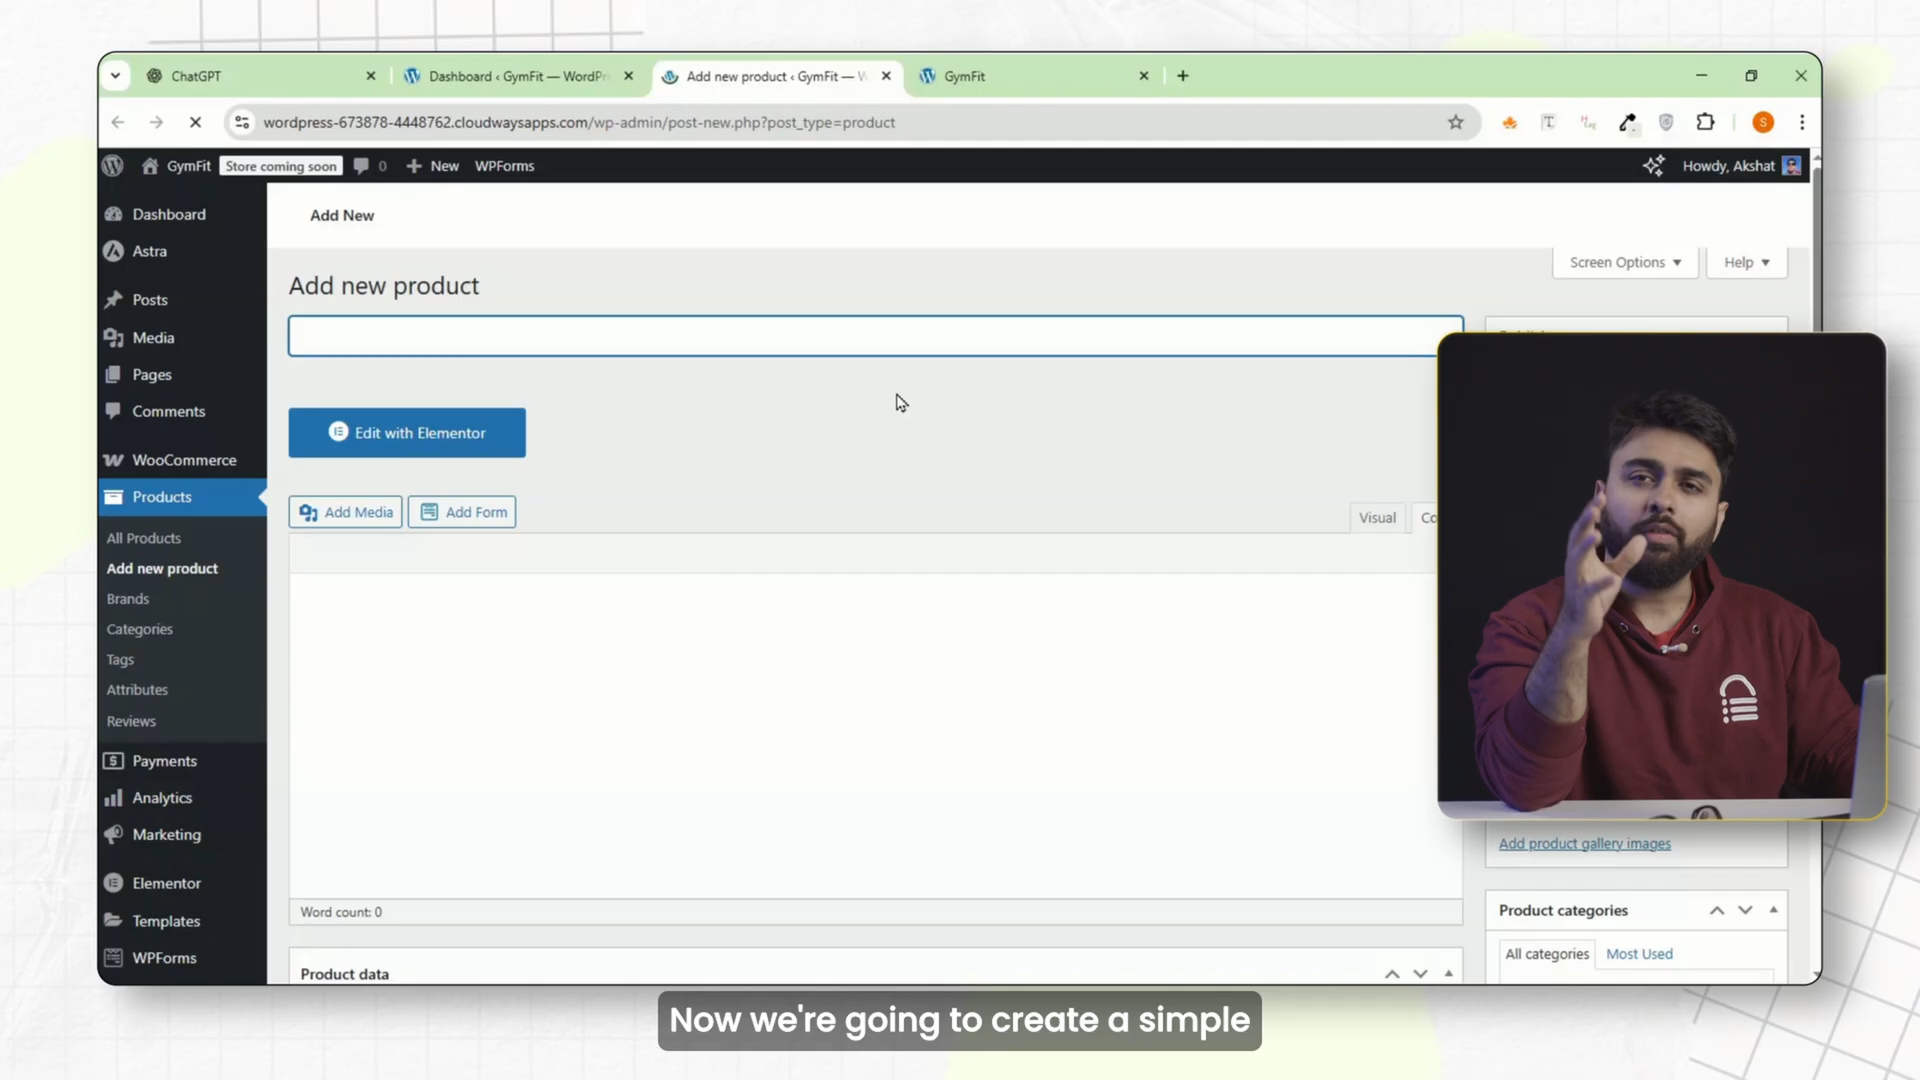 ChatGPT
Dashboard ‹ GymFit — WordPr
Add new product ‹ GymFit — W
GymFit
wordpress-673878-4448762.cloudwaysapps.com/wp-admin/post-new.php?post_type=product
S
GymFit
Store coming soon
0
New
WPForms
Howdy, Akshat
Dashboard
Astra
Posts
Media
Pages
Comments
WooCommerce
Products
All Products
Add new product
Brands
Categories
Tags
Attributes
Reviews
Payments
Analytics
Marketing
Elementor
Templates
WPForms
Add New
Screen Options
Help
Add new product
Edit with Elementor
Add Media
Add Form
Visual
Co
Word count: 0
Product data
Add product gallery images
Product categories
All categories
Most Used
Now we're going to create a simple